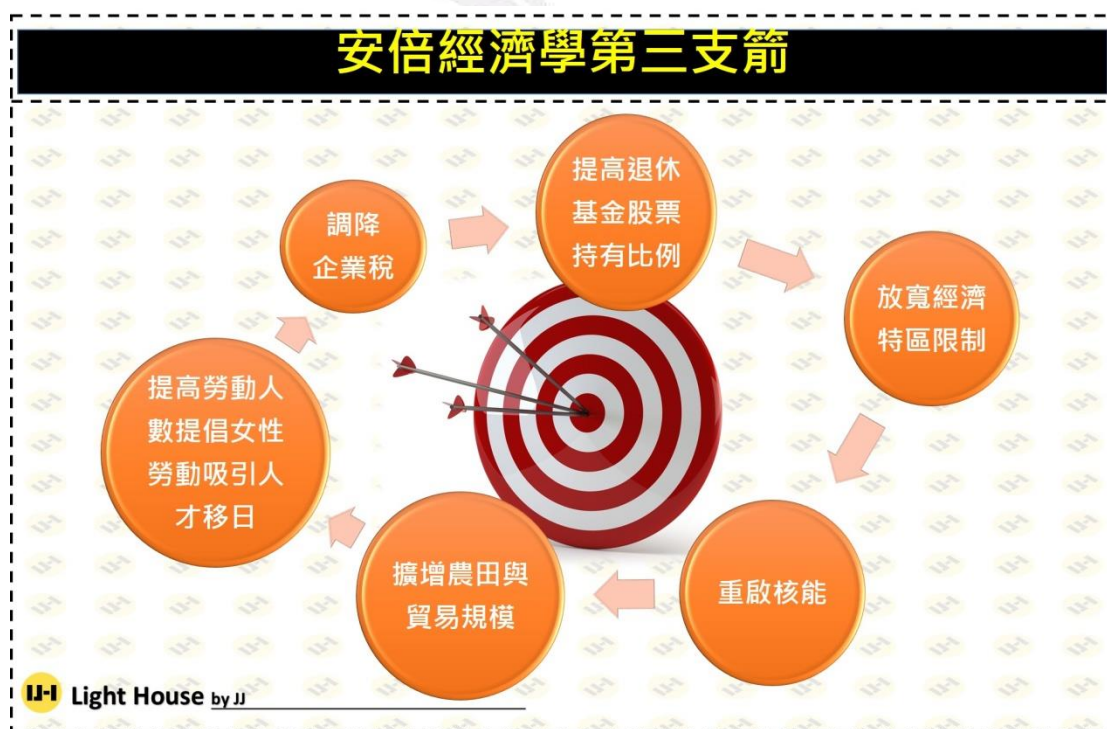 安倍經濟學第三支箭
調降
企業稅
提高退休
基金股票
持有比例
放寬經濟
特區限制
重啟核能
擴增農田與
貿易規模
提高勞動人
數提倡女性
勞動吸引人
才移日
Light House by JJ